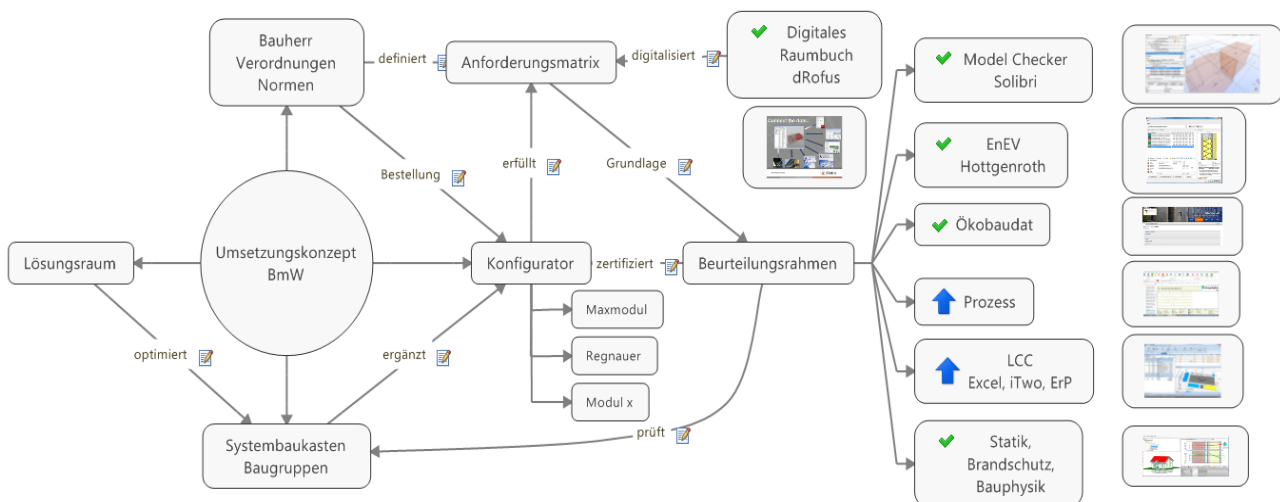 Bauherr
Verordnungen
Normen
definiert
Anforderungsmatrix
digitalisiert
Digitales
Raumbuch
dRofus
Model Checker
Solibri
EnEV
Hottgenroth
Bestellung
erfüllt
Grundlage
Ökobaudat
Lösungsraum
Umsetzungskonzept
BmW
Konfigurator
zertifiziert
Beurteilungsrahmen
Prozess
Maxmodul
optimiert
ergänzt
Regnauer
LCC
Excel, iTwo, ErP
Modul x
Systembaukasten
Baugruppen
prüft
Statik,
Brandschutz,
Bauphysik